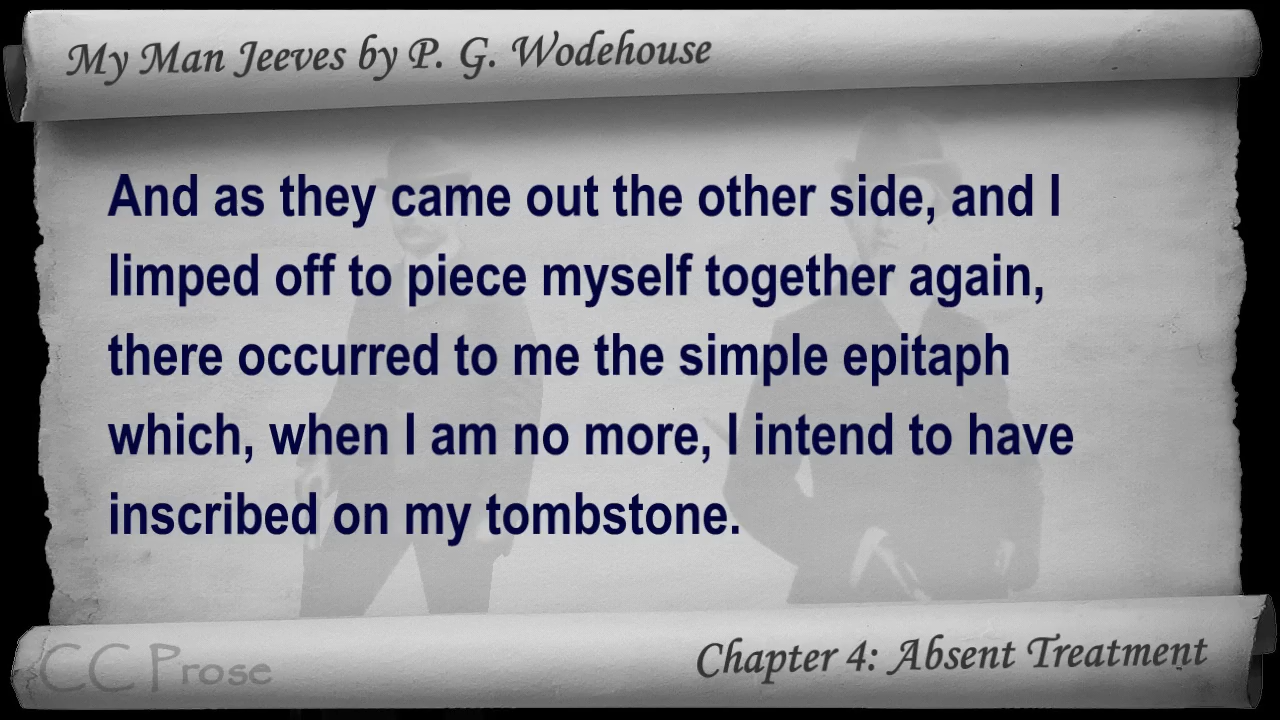 My Man Jeeves by P. G. Wodehouse
And as they came out the other side, and I
limped off to piece myself together again,
there occurred to me the simple epitaph
which, when I am no more, I intend to have
inscribed on my tombstone.
CC Prose
Chapter 4: Absent Treatment